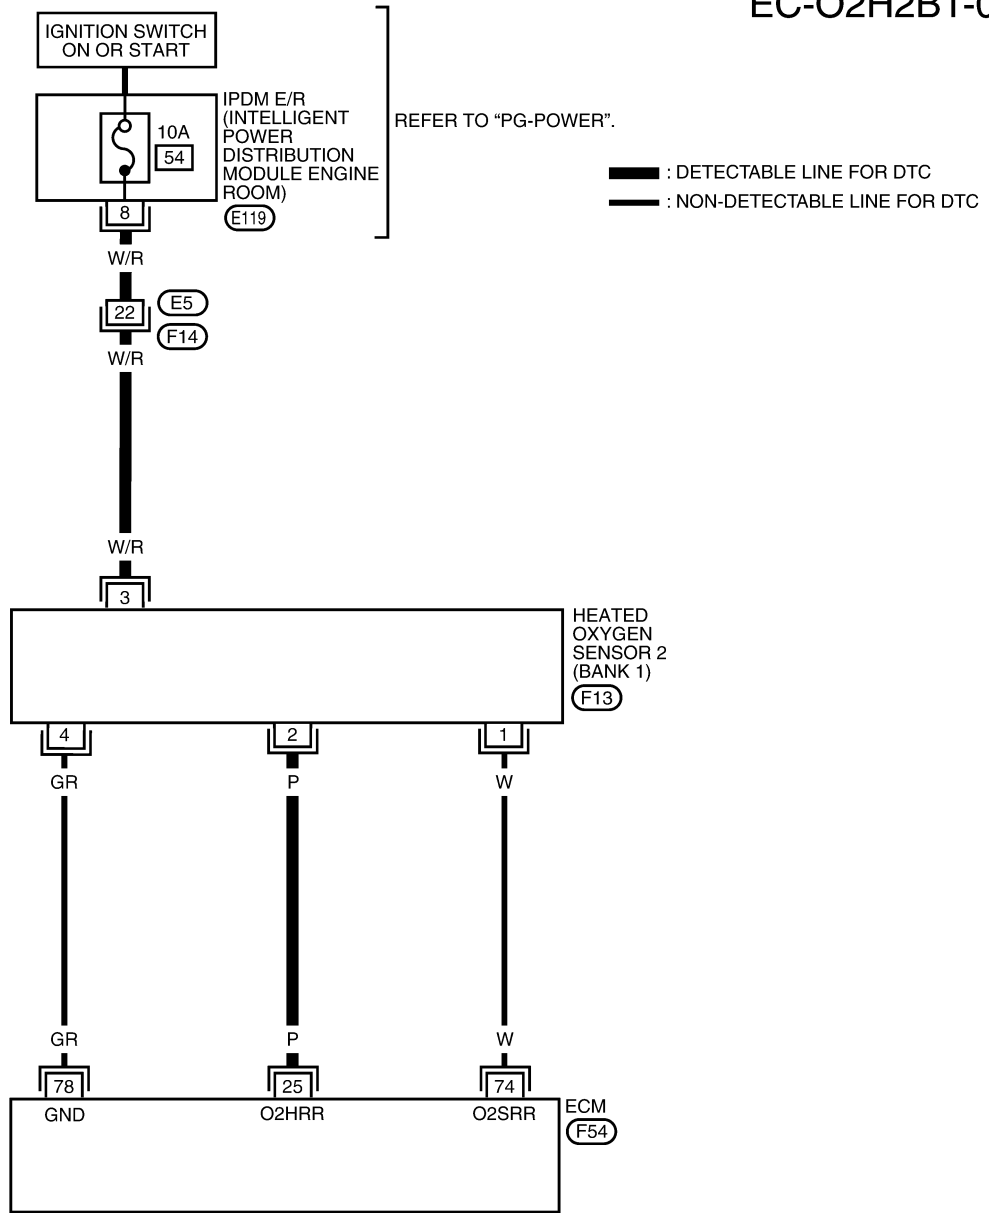 EC-O2H2B1-0
IGNITION SWITCH
ON OR START
IPDM E/R
(INTELLIGENT
POWER
DISTRIBUTION
MODULE ENGINE
ROOM)
E119
10A
54
8
REFER TO “PG-POWER”.
: DETECTABLE LINE FOR DTC
: NON-DETECTABLE LINE FOR DTC
W/R
22
E5
F14
W/R
W/R
3
HEATED
OXYGEN
SENSOR 2
(BANK 1)
F13
4 2 1
GR P W
GR P W
78 25 74
GND O2HRR O2SRR
ECM
F54